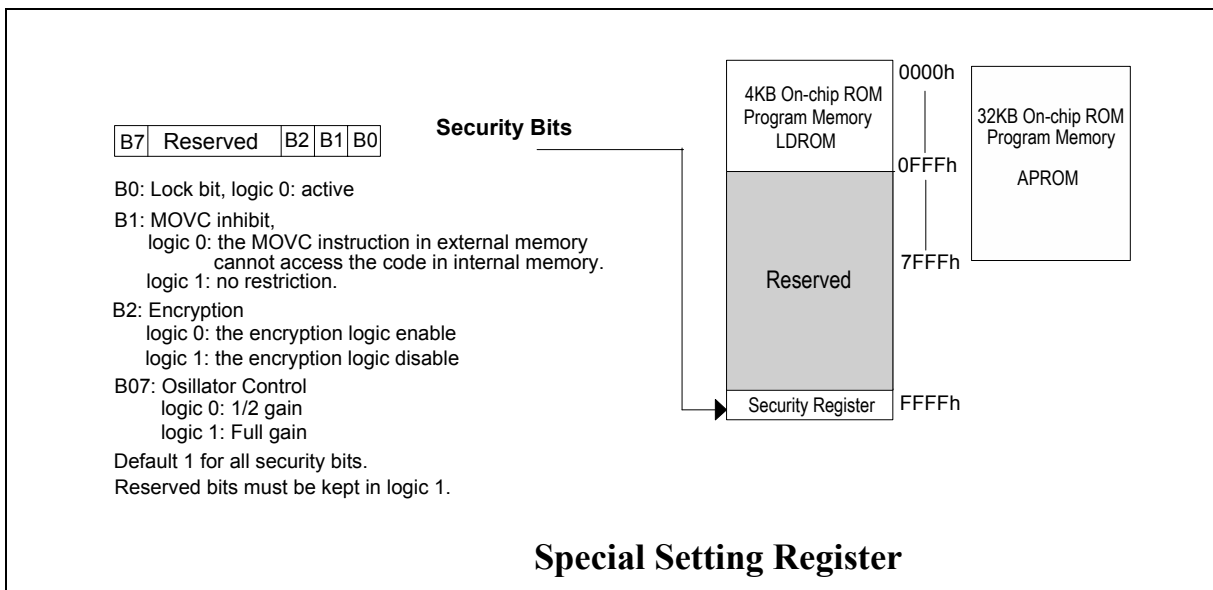 B7 Reserved B2 B1 B0
Security Bits
B0: Lock bit, logic 0: active
B1: MOVC inhibit,
logic 0: the MOVC instruction in external memory
cannot access the code in internal memory.
logic 1: no restriction.
B2: Encryption
logic 0: the encryption logic enable
logic 1: the encryption logic disable
B07: Osillator Control
logic 0: 1/2 gain
logic 1: Full gain
Default 1 for all security bits.
Reserved bits must be kept in logic 1.
4KB On-chip ROM
Program Memory
LDROM
Reserved
Security Register
0000h
0FFFh
7FFFh
FFFFh
32KB On-chip ROM
Program Memory
APROM
Special Setting Register